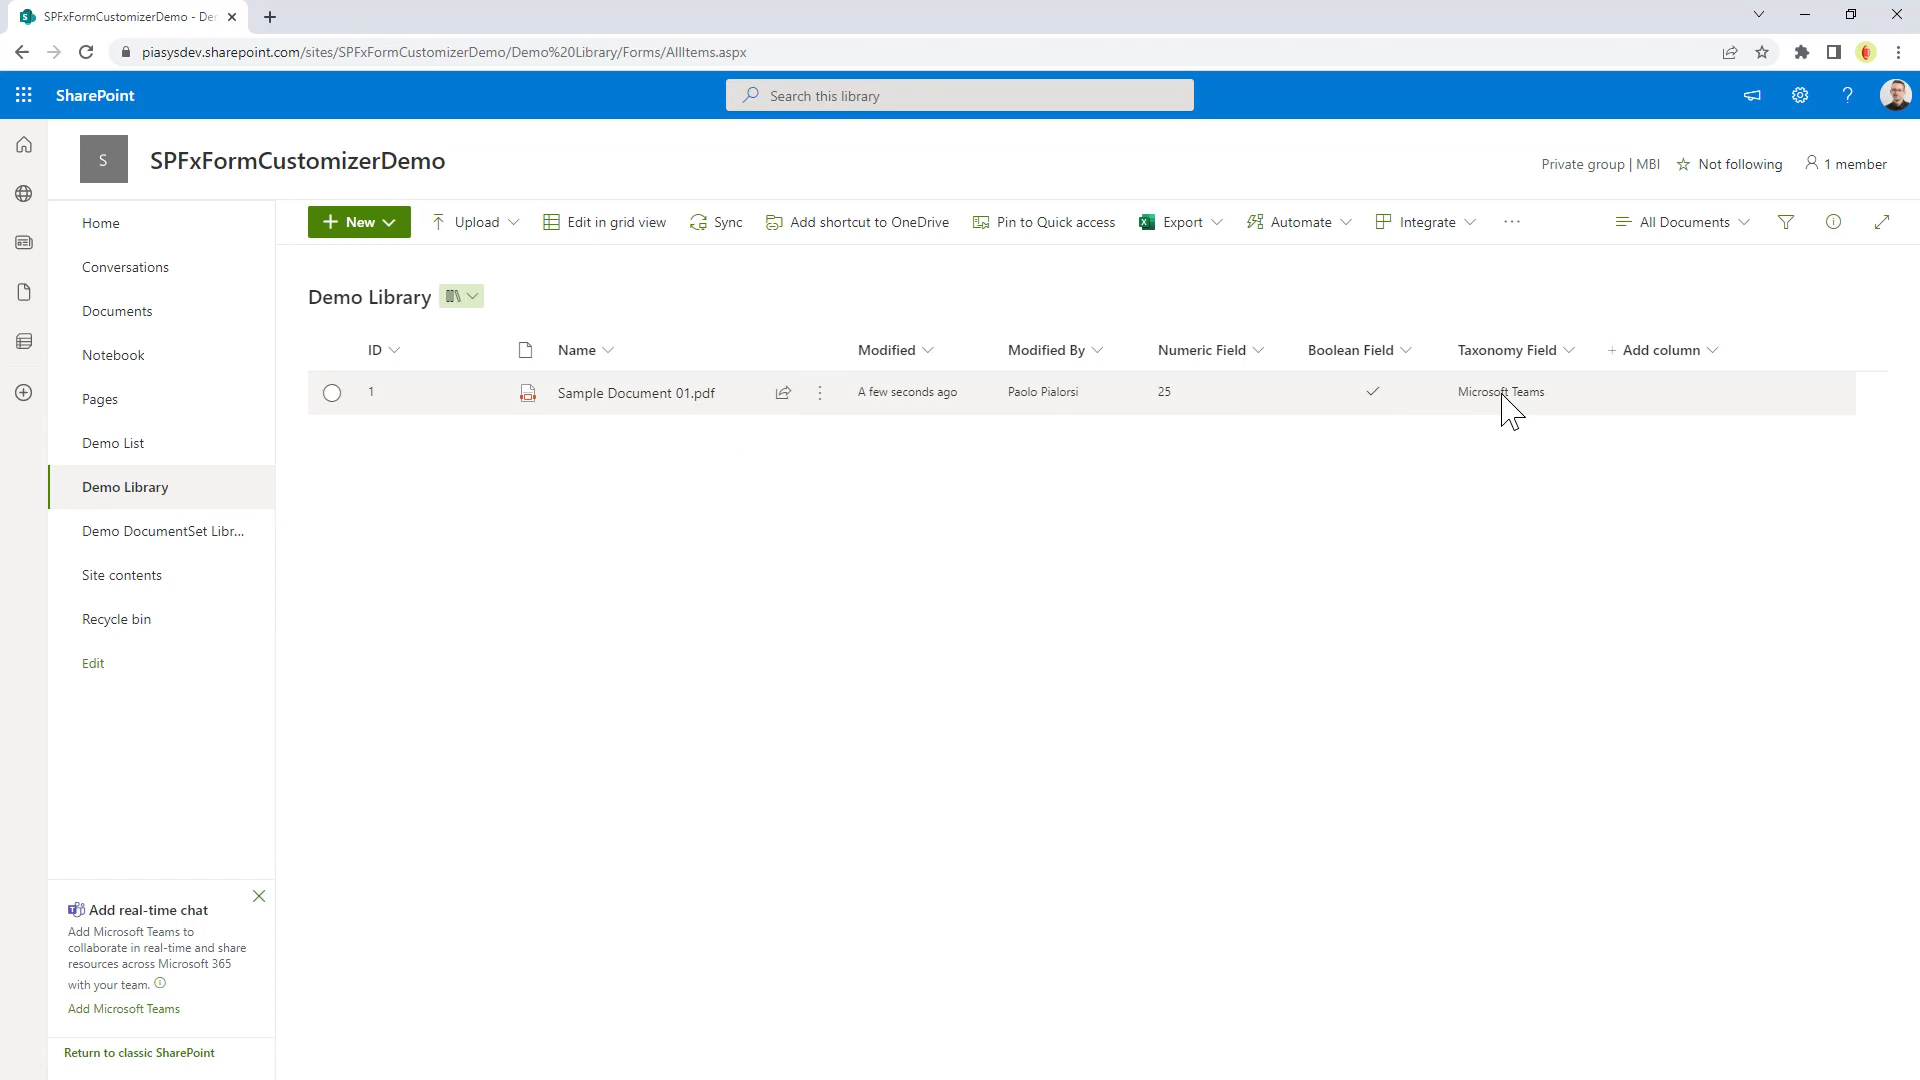 SPFxFormCustomizerDemo - De
piasysdev.sharepoint.com/sites/SPFxFormCustomizerDemo/Demo%20Library/Forms/AllItems.aspx
SharePoint
Search this library
S
SPFxFormCustomizerDemo
Private group | MBI
Not following
1 member
Home
Conversations
Documents
Notebook
Pages
Demo List
Demo Library
Demo DocumentSet Libr...
Site contents
Recycle bin
Edit
+ New
Upload
Edit in grid view
Sync
Add shortcut to OneDrive
Pin to Quick access
Export
Automate
Integrate
...
All Documents
Demo Library
ID Name Modified Modified By Numeric Field Boolean Field Taxonomy Field + Add column
1 Sample Document 01.pdf A few seconds ago Paolo Pialorsi 25 Microsoft Teams
Add real-time chat
Add Microsoft Teams to
collaborate in real-time and share
resources across Microsoft 365
with your team.
Add Microsoft Teams
Return to classic SharePoint